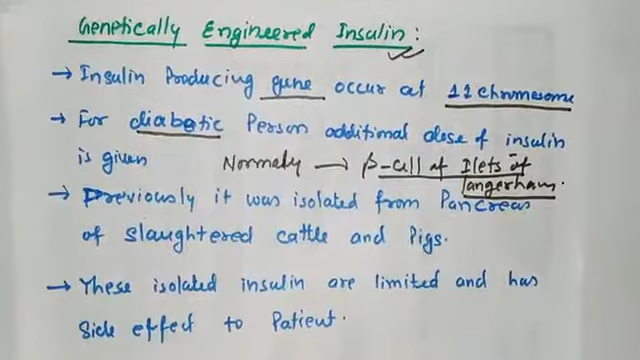 Genetically Engineered Insulin:
→ Insulin Producing gene occur at 11 chromosome
→ For diabetic Person additional dose of insulin
is given Normaly → β-cell of Ilets of
Langerhans.
→ Previously it was isolated from Pancreas
of slaughtered cattle and Pigs.
→ These isolated insulin are limited and has
Side effect to Patient.